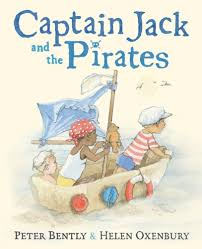 Captain Jack
and the Pirates
PETER BENTLY & HELEN OXENBURY